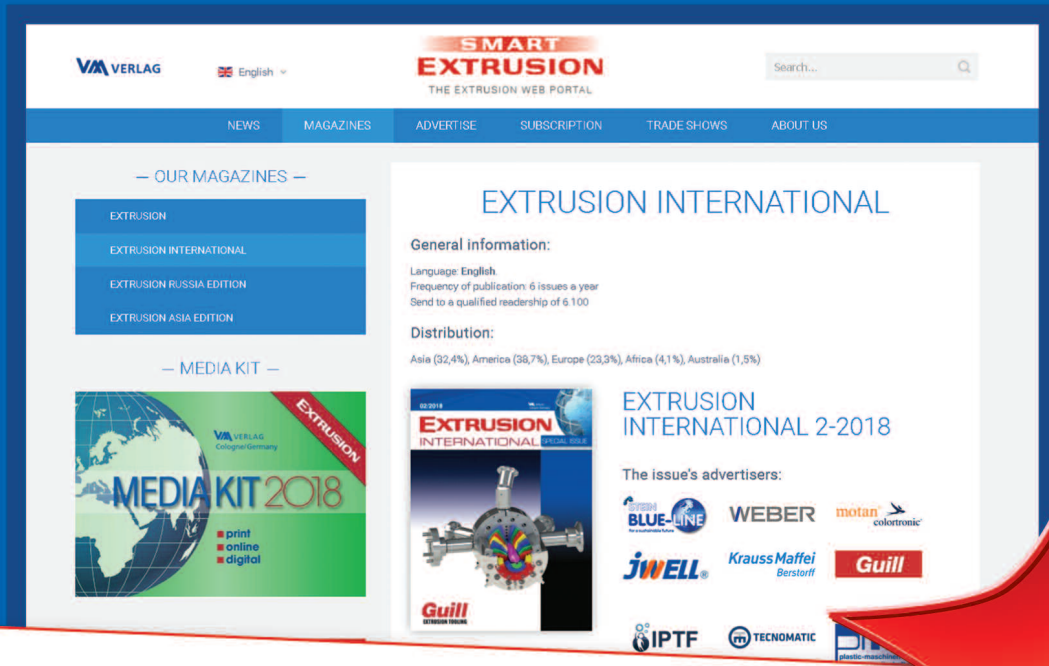 VM VERLAG
English
SMART
EXTRUSION
THE EXTRUSION WEB PORTAL
Search...
NEWS MAGAZINES ADVERTISE SUBSCRIPTION TRADE SHOWS ABOUT US
— OUR MAGAZINES —
EXTRUSION
EXTRUSION INTERNATIONAL
EXTRUSION RUSSIA EDITION
EXTRUSION ASIA EDITION
— MEDIA KIT —
EXTRUSION
VM VERLAG
Cologne/Germany
MEDIA KIT 2018
print
online
digital
EXTRUSION INTERNATIONAL
General information:
Language: English.
Frequency of publication: 6 issues a year
Send to a qualified readership of 6.100
Distribution:
Asia (32,4%), America (38,7%), Europe (23,3%), Africa (4,1%), Australia (1,5%)
02/2018
EXTRUSION
INTERNATIONAL SPECIAL ISSUE
Guill
EXTRUSION TOOLING
EXTRUSION
INTERNATIONAL 2-2018
The issue's advertisers:
STEIN
BLUE-LINE
for a sustainable future
WEBER
motan®
colortronic®
JWELL®
Krauss Maffei
Berstorff
Guill
IPTF
TECNOMATIC